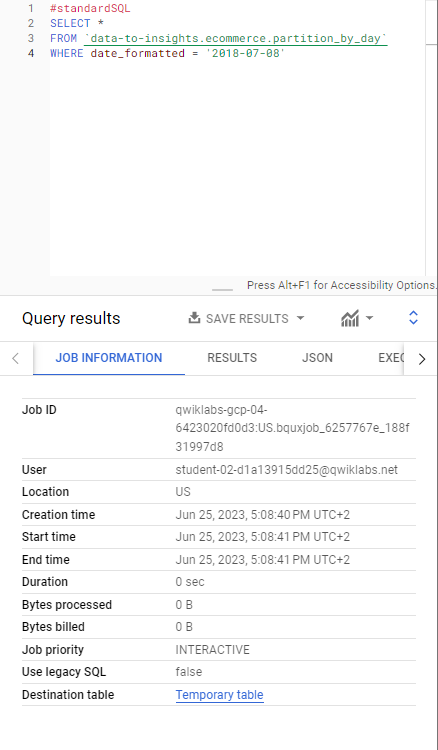 1 #standardSQL
2 SELECT *
3 FROM `data-to-insights.ecommerce.partition_by_day`
4 WHERE date_formatted = '2018-07-08'
Press Alt+F1 for Accessibility Options.
Query results SAVE RESULTS
JOB INFORMATION RESULTS JSON EXEC
Job ID qwiklabs-gcp-04-
6423020fd0d3:US.bquxjob_6257767e_188f
31997d8
User student-02-d1a13915dd25@qwiklabs.net
Location US
Creation time Jun 25, 2023, 5:08:40 PM UTC+2
Start time Jun 25, 2023, 5:08:41 PM UTC+2
End time Jun 25, 2023, 5:08:41 PM UTC+2
Duration 0 sec
Bytes processed 0 B
Bytes billed 0 B
Job priority INTERACTIVE
Use legacy SQL false
Destination table Temporary table